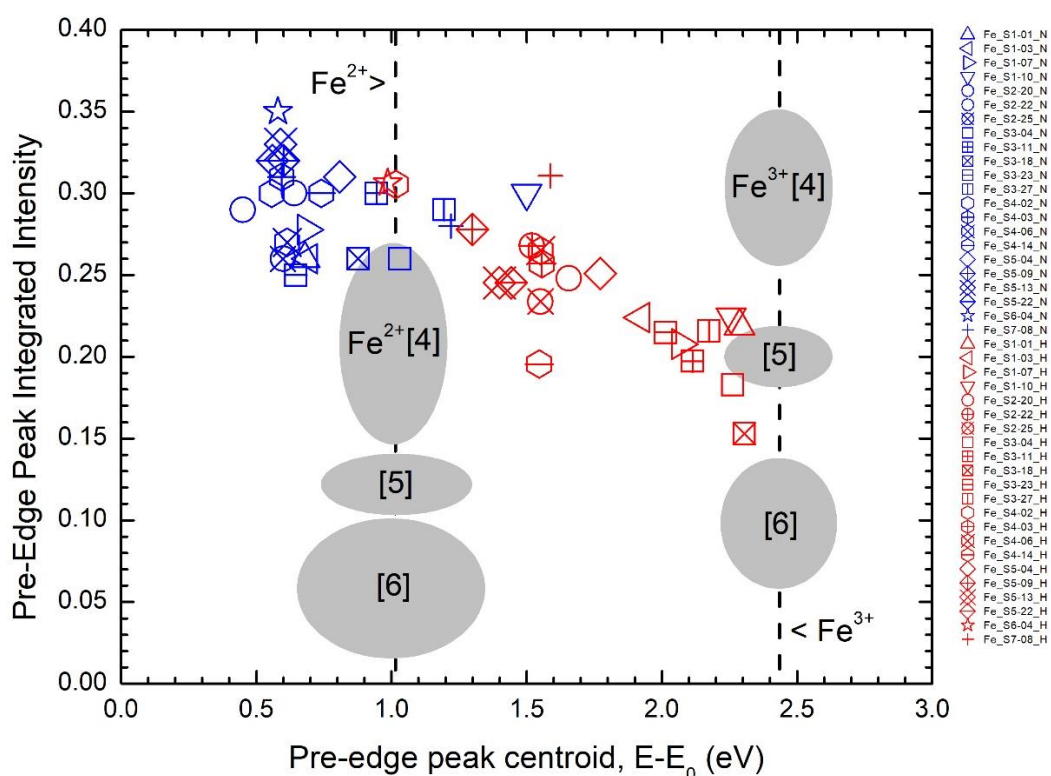 0.40
0.35
0.30
0.25
0.20
0.15
0.10
0.05
0.00
Pre-Edge Peak Integrated Intensity
Fe²⁺>
Fe³⁺[4]
Fe²⁺[4]
[5]
[5]
[6]
[6]
< Fe³⁺
0.0 0.5 1.0 1.5 2.0 2.5 3.0
Pre-edge peak centroid, E-E₀ (eV)
Fe_S1-01_N
Fe_S1-03_N
Fe_S1-07_N
Fe_S1-10_N
Fe_S2-20_N
Fe_S2-22_N
Fe_S2-25_N
Fe_S3-04_N
Fe_S3-11_N
Fe_S3-18_N
Fe_S3-23_N
Fe_S3-27_N
Fe_S4-02_N
Fe_S4-03_N
Fe_S4-06_N
Fe_S4-14_N
Fe_S5-04_N
Fe_S5-09_N
Fe_S5-13_N
Fe_S5-22_N
Fe_S6-04_N
Fe_S7-08_N
Fe_S1-01_H
Fe_S1-03_H
Fe_S1-07_H
Fe_S1-10_H
Fe_S2-20_H
Fe_S2-22_H
Fe_S2-25_H
Fe_S3-04_H
Fe_S3-11_H
Fe_S3-18_H
Fe_S3-23_H
Fe_S3-27_H
Fe_S4-02_H
Fe_S4-03_H
Fe_S4-06_H
Fe_S4-14_H
Fe_S5-04_H
Fe_S5-09_H
Fe_S5-13_H
Fe_S5-22_H
Fe_S6-04_H
Fe_S7-08_H